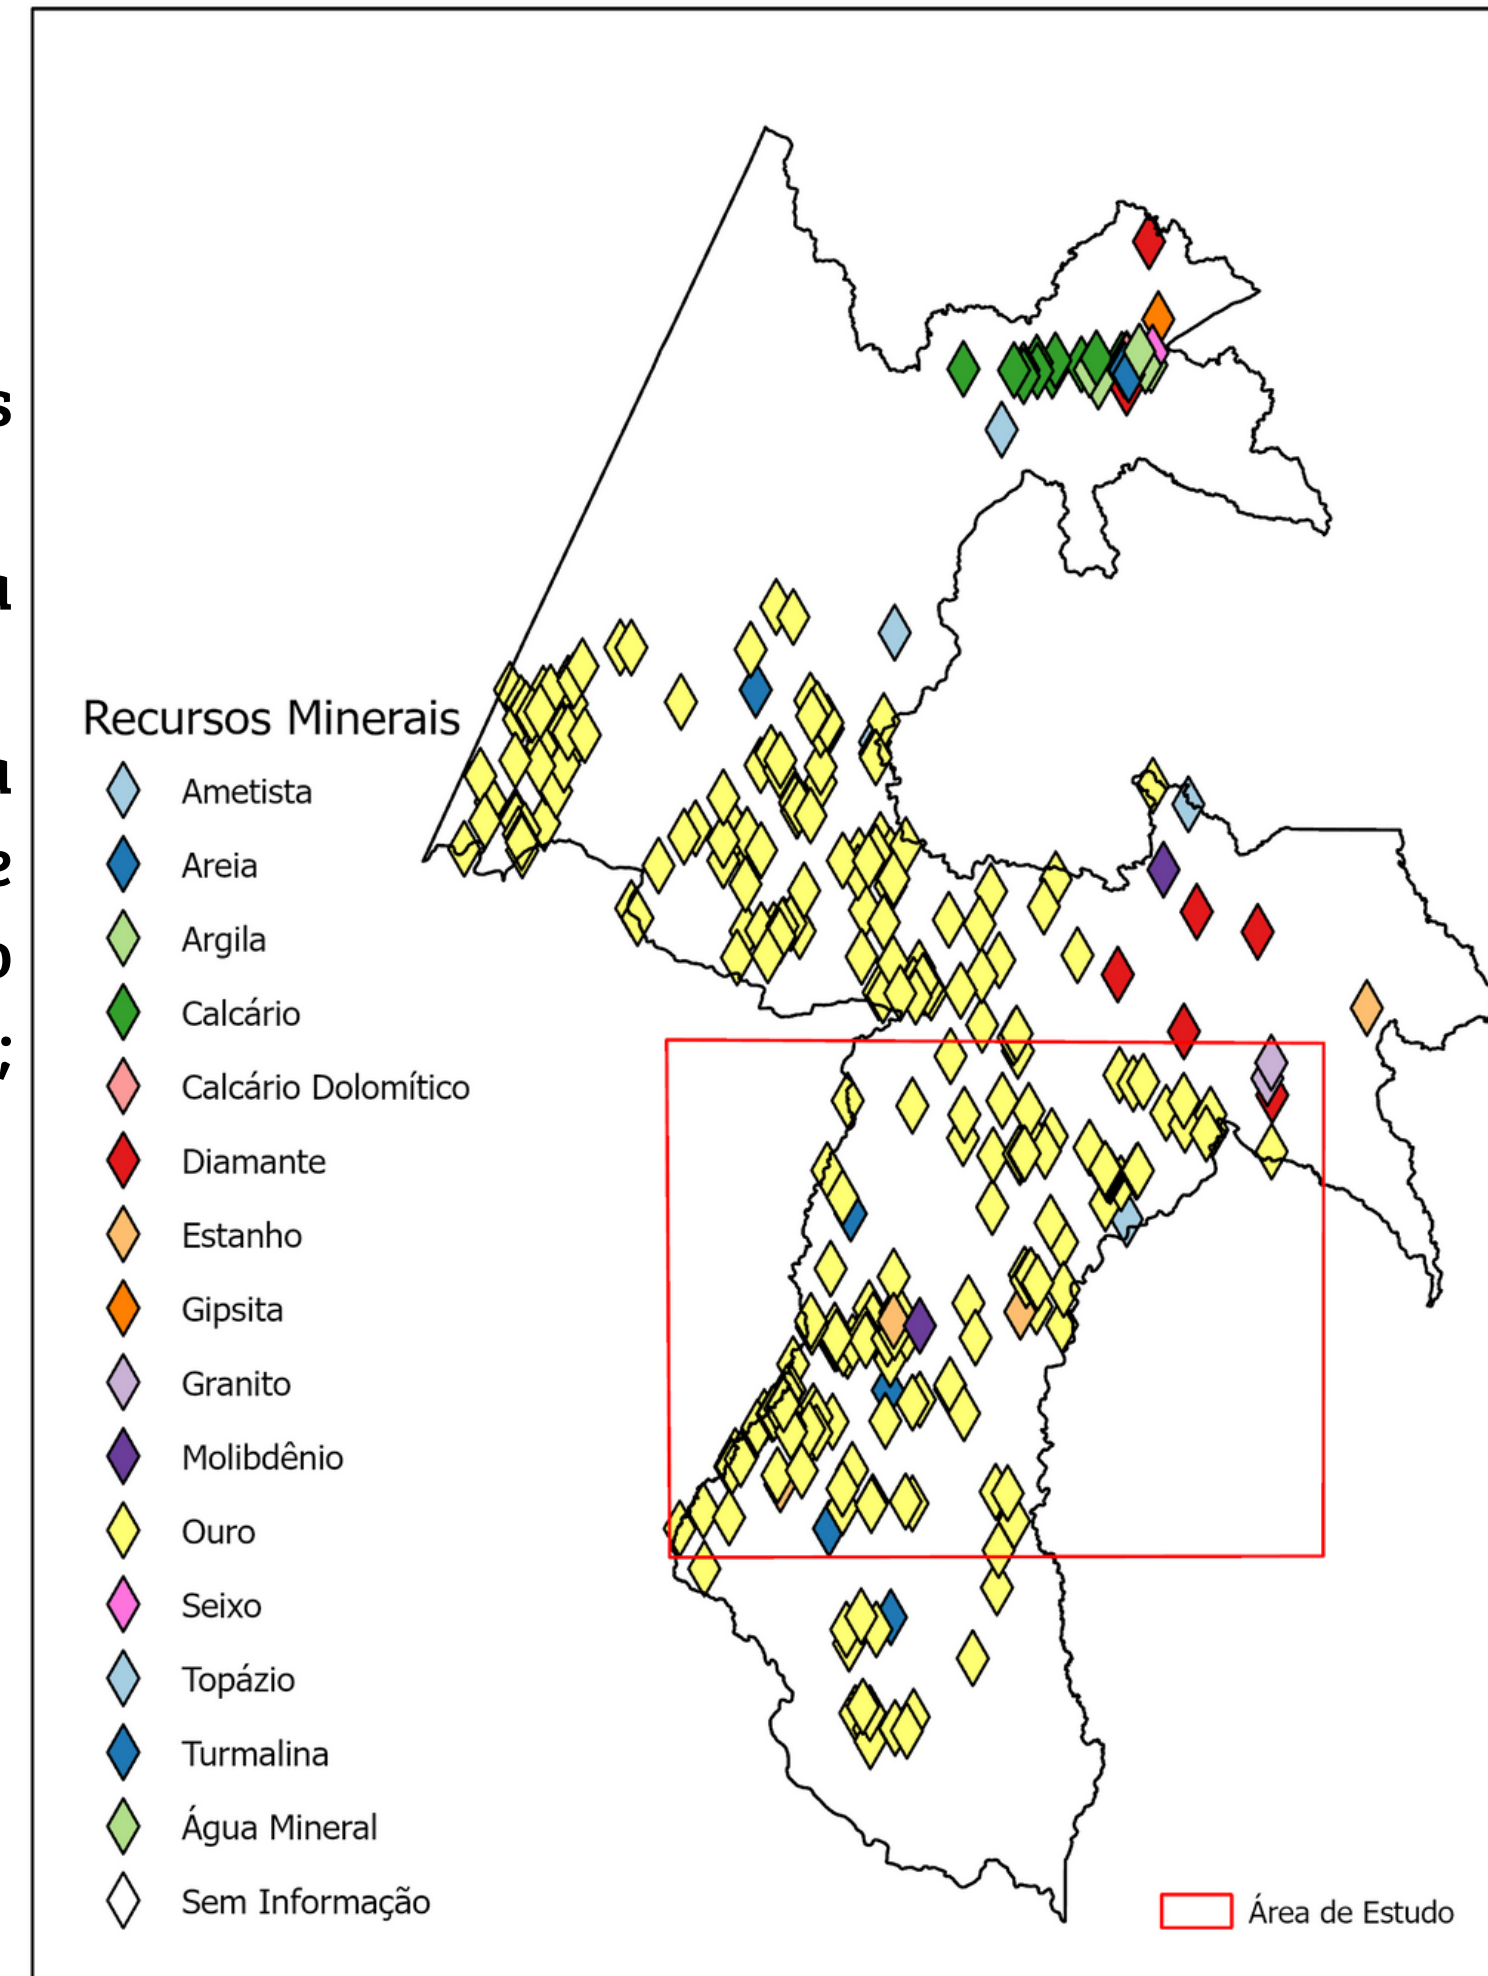 s
a
a
e
o
;
Recursos Minerais
Ametista
Areia
Argila
Calcário
Calcário Dolomítico
Diamante
Estanho
Gipsita
Granito
Molibdênio
Ouro
Seixo
Topázio
Turmalina
Água Mineral
Sem Informação
Área de Estudo